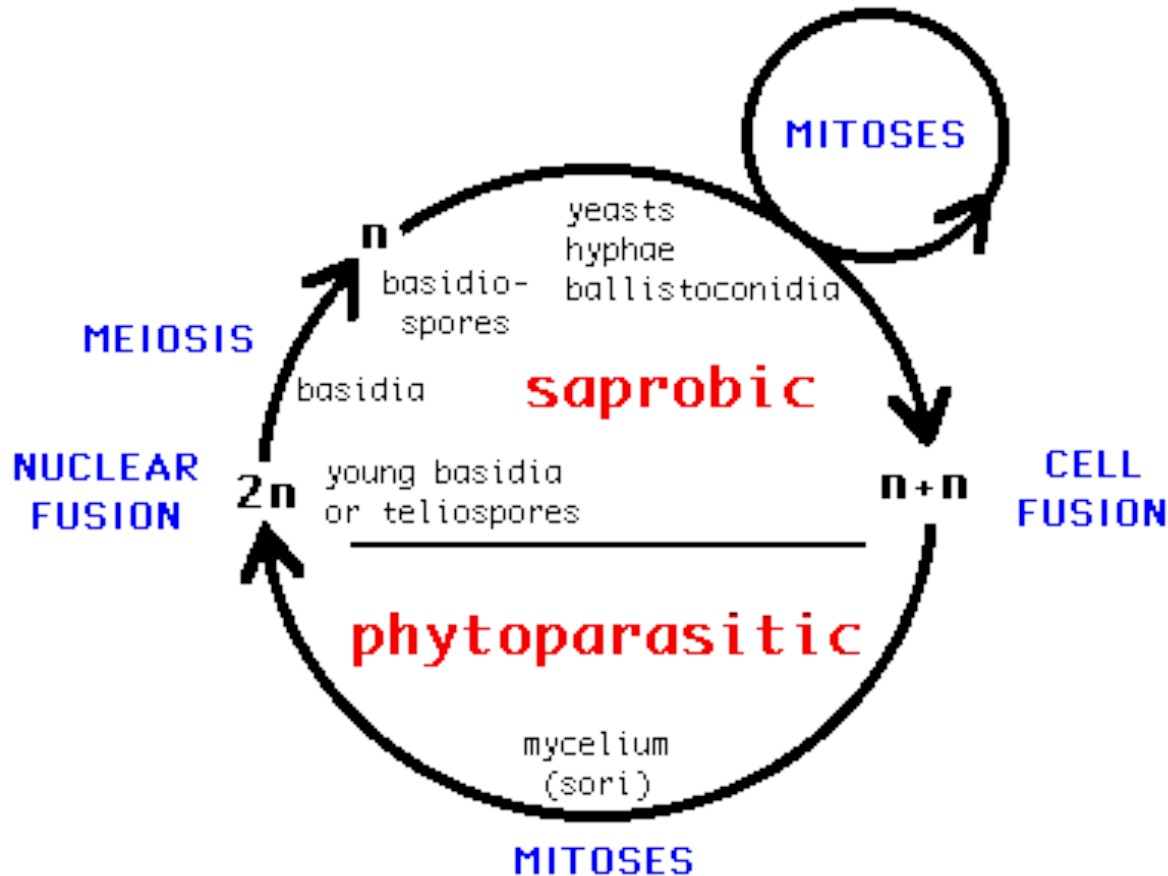 MITOSES
n
yeasts
hyphae
ballistoconidia
basidio-
spores
MEIOSIS
basidia
saprobic
NUCLEAR
FUSION
2n
young basidia
or teliospores
n+n
CELL
FUSION
phytoparasitic
mycelium
(sori)
MITOSES